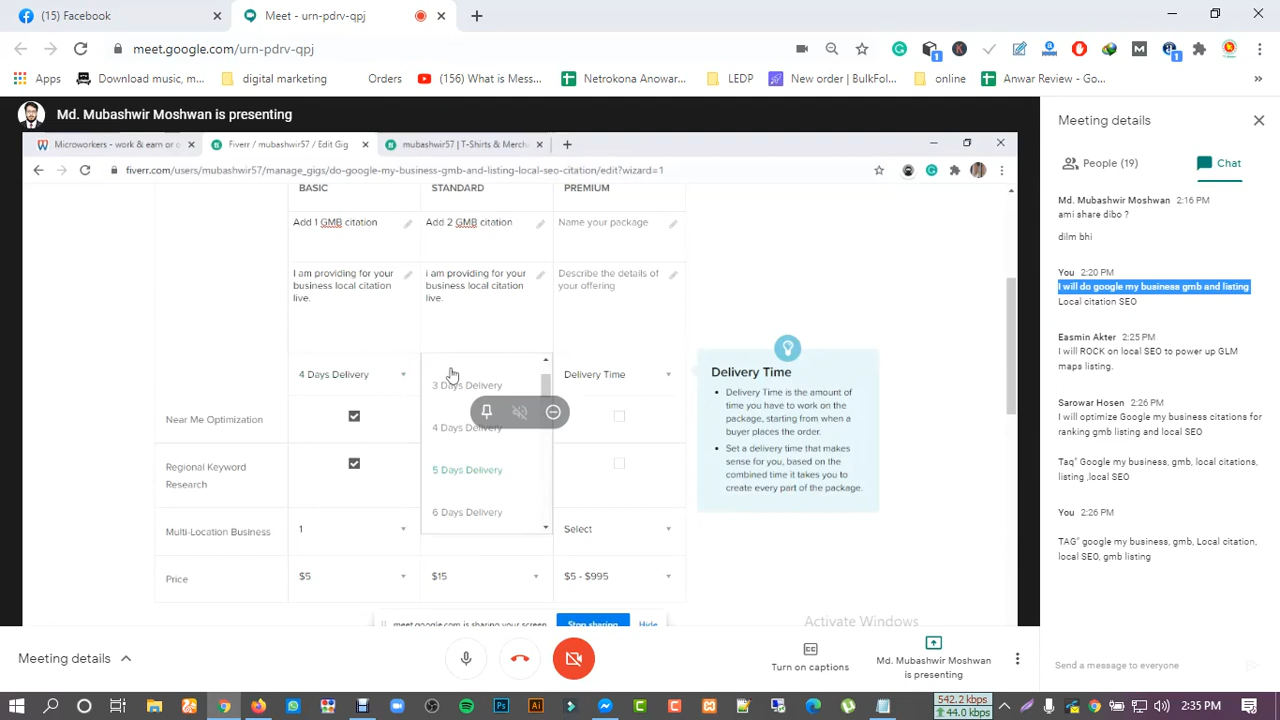 (15) Facebook
Meet - urn-pdrv-qpj
meet.google.com/urn-pdrv-qpj
1
1
Apps
Download music, m...
digital marketing
Orders
(156) What is Mess...
Netrokona Anowar...
LEDP
New order | BulkFol...
online
Anwar Review - Go...
Md. Mubashwir Moshwan is presenting
Microworkers - work & earn or o
Fiverr / mubashwir57 / Edit Gig
mubashwir57 | T-Shirts & Merch
fiverr.com/users/mubashwir57/manage_gigs/do-google-my-business-gmb-and-listing-local-seo-citation/edit?wizard=1
BASIC
STANDARD
PREMIUM
Add 1 GMB citation
Add 2 GMB citation
Name your package
I am providing for your
business local citation
live.
i am providing for your
business local citation
live.
Describe the details of
your offering
4 Days Delivery
3 Days Delivery
4 Days Delivery
5 Days Delivery
6 Days Delivery
Delivery Time
Near Me Optimization
Regional Keyword
Research
Multi-Location Business
1
Select
Price
$5
$15
$5 - $995
Delivery Time
• Delivery Time is the amount of
time you have to work on the
package, starting from when a
buyer places the order.
• Set a delivery time that makes
sense for you, based on the
combined time it takes you to
create every part of the package.
meet.google.com is sharing your screen
Stop sharing
Hide
Activate Windows
Meeting details
People (19)
Chat
Md. Mubashwir Moshwan 2:16 PM
ami share dibo ?
dilm bhi
You 2:20 PM
I will do google my business gmb and listing
Local citation SEO
Easmin Akter 2:25 PM
I will ROCK on local SEO to power up GLM
maps listing.
Sarowar Hosen 2:26 PM
I will optimize Google my business citations for
ranking gmb listing and local SEO
Taq" Google my business, gmb, local citations,
listing ,local SEO
You 2:26 PM
TAG" google my business, gmb, Local citation,
local SEO, gmb listing
Meeting details
Turn on captions
Md. Mubashwir Moshwan
is presenting
Send a message to everyone
542.2 kbps
44.0 kbps
2:35 PM